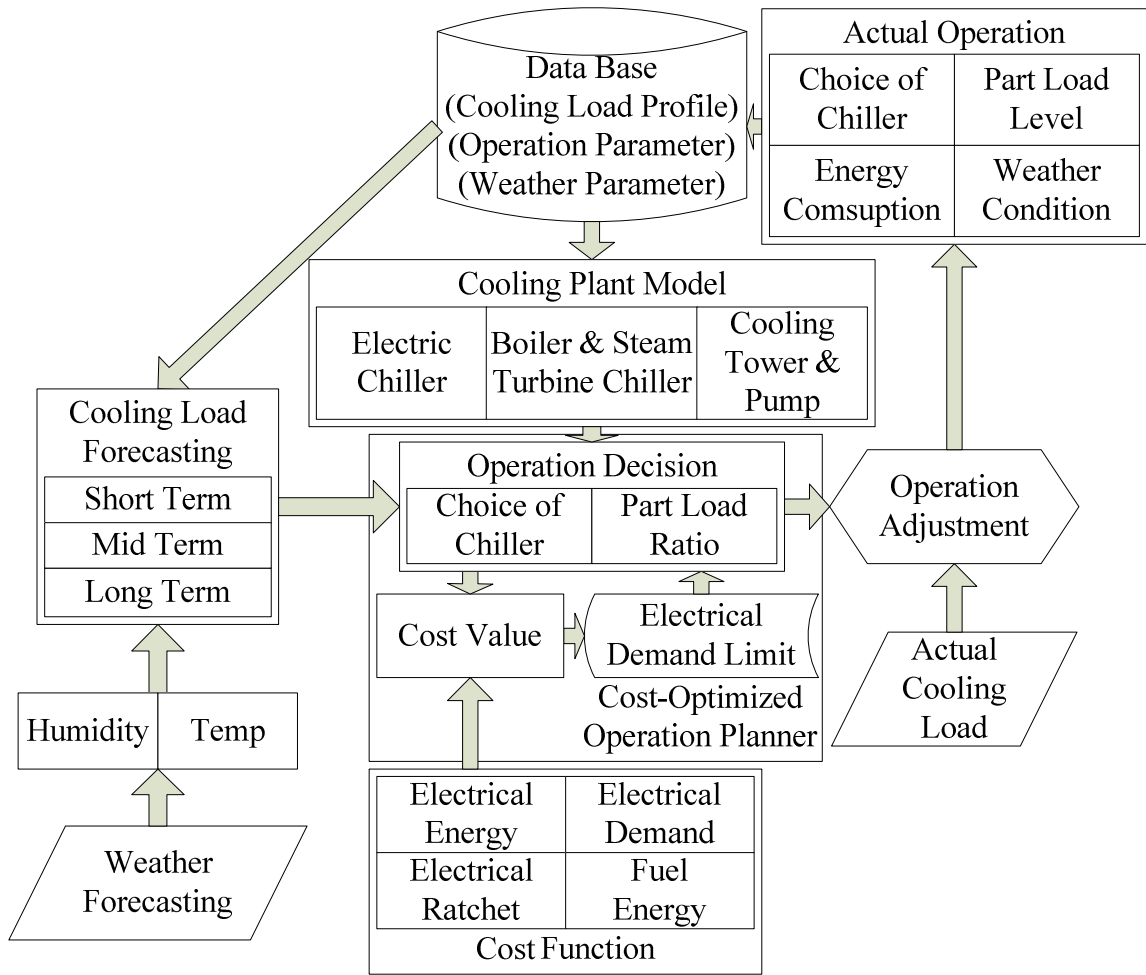 Data Base
(Cooling Load Profile)
(Operation Parameter)
(Weather Parameter)
Actual Operation
Choice of
Chiller
Part Load
Level
Energy
Comsuption
Weather
Condition
Cooling Plant Model
Electric
Chiller
Boiler & Steam
Turbine Chiller
Cooling
Tower &
Pump
Cooling Load
Forecasting
Short Term
Mid Term
Long Term
Operation Decision
Choice of
Chiller
Part Load
Ratio
Operation
Adjustment
Cost Value
Electrical
Demand Limit
Cost-Optimized
Operation Planner
Actual
Cooling
Load
Humidity
Temp
Weather
Forecasting
Electrical
Energy
Electrical
Demand
Electrical
Ratchet
Fuel
Energy
Cost Function